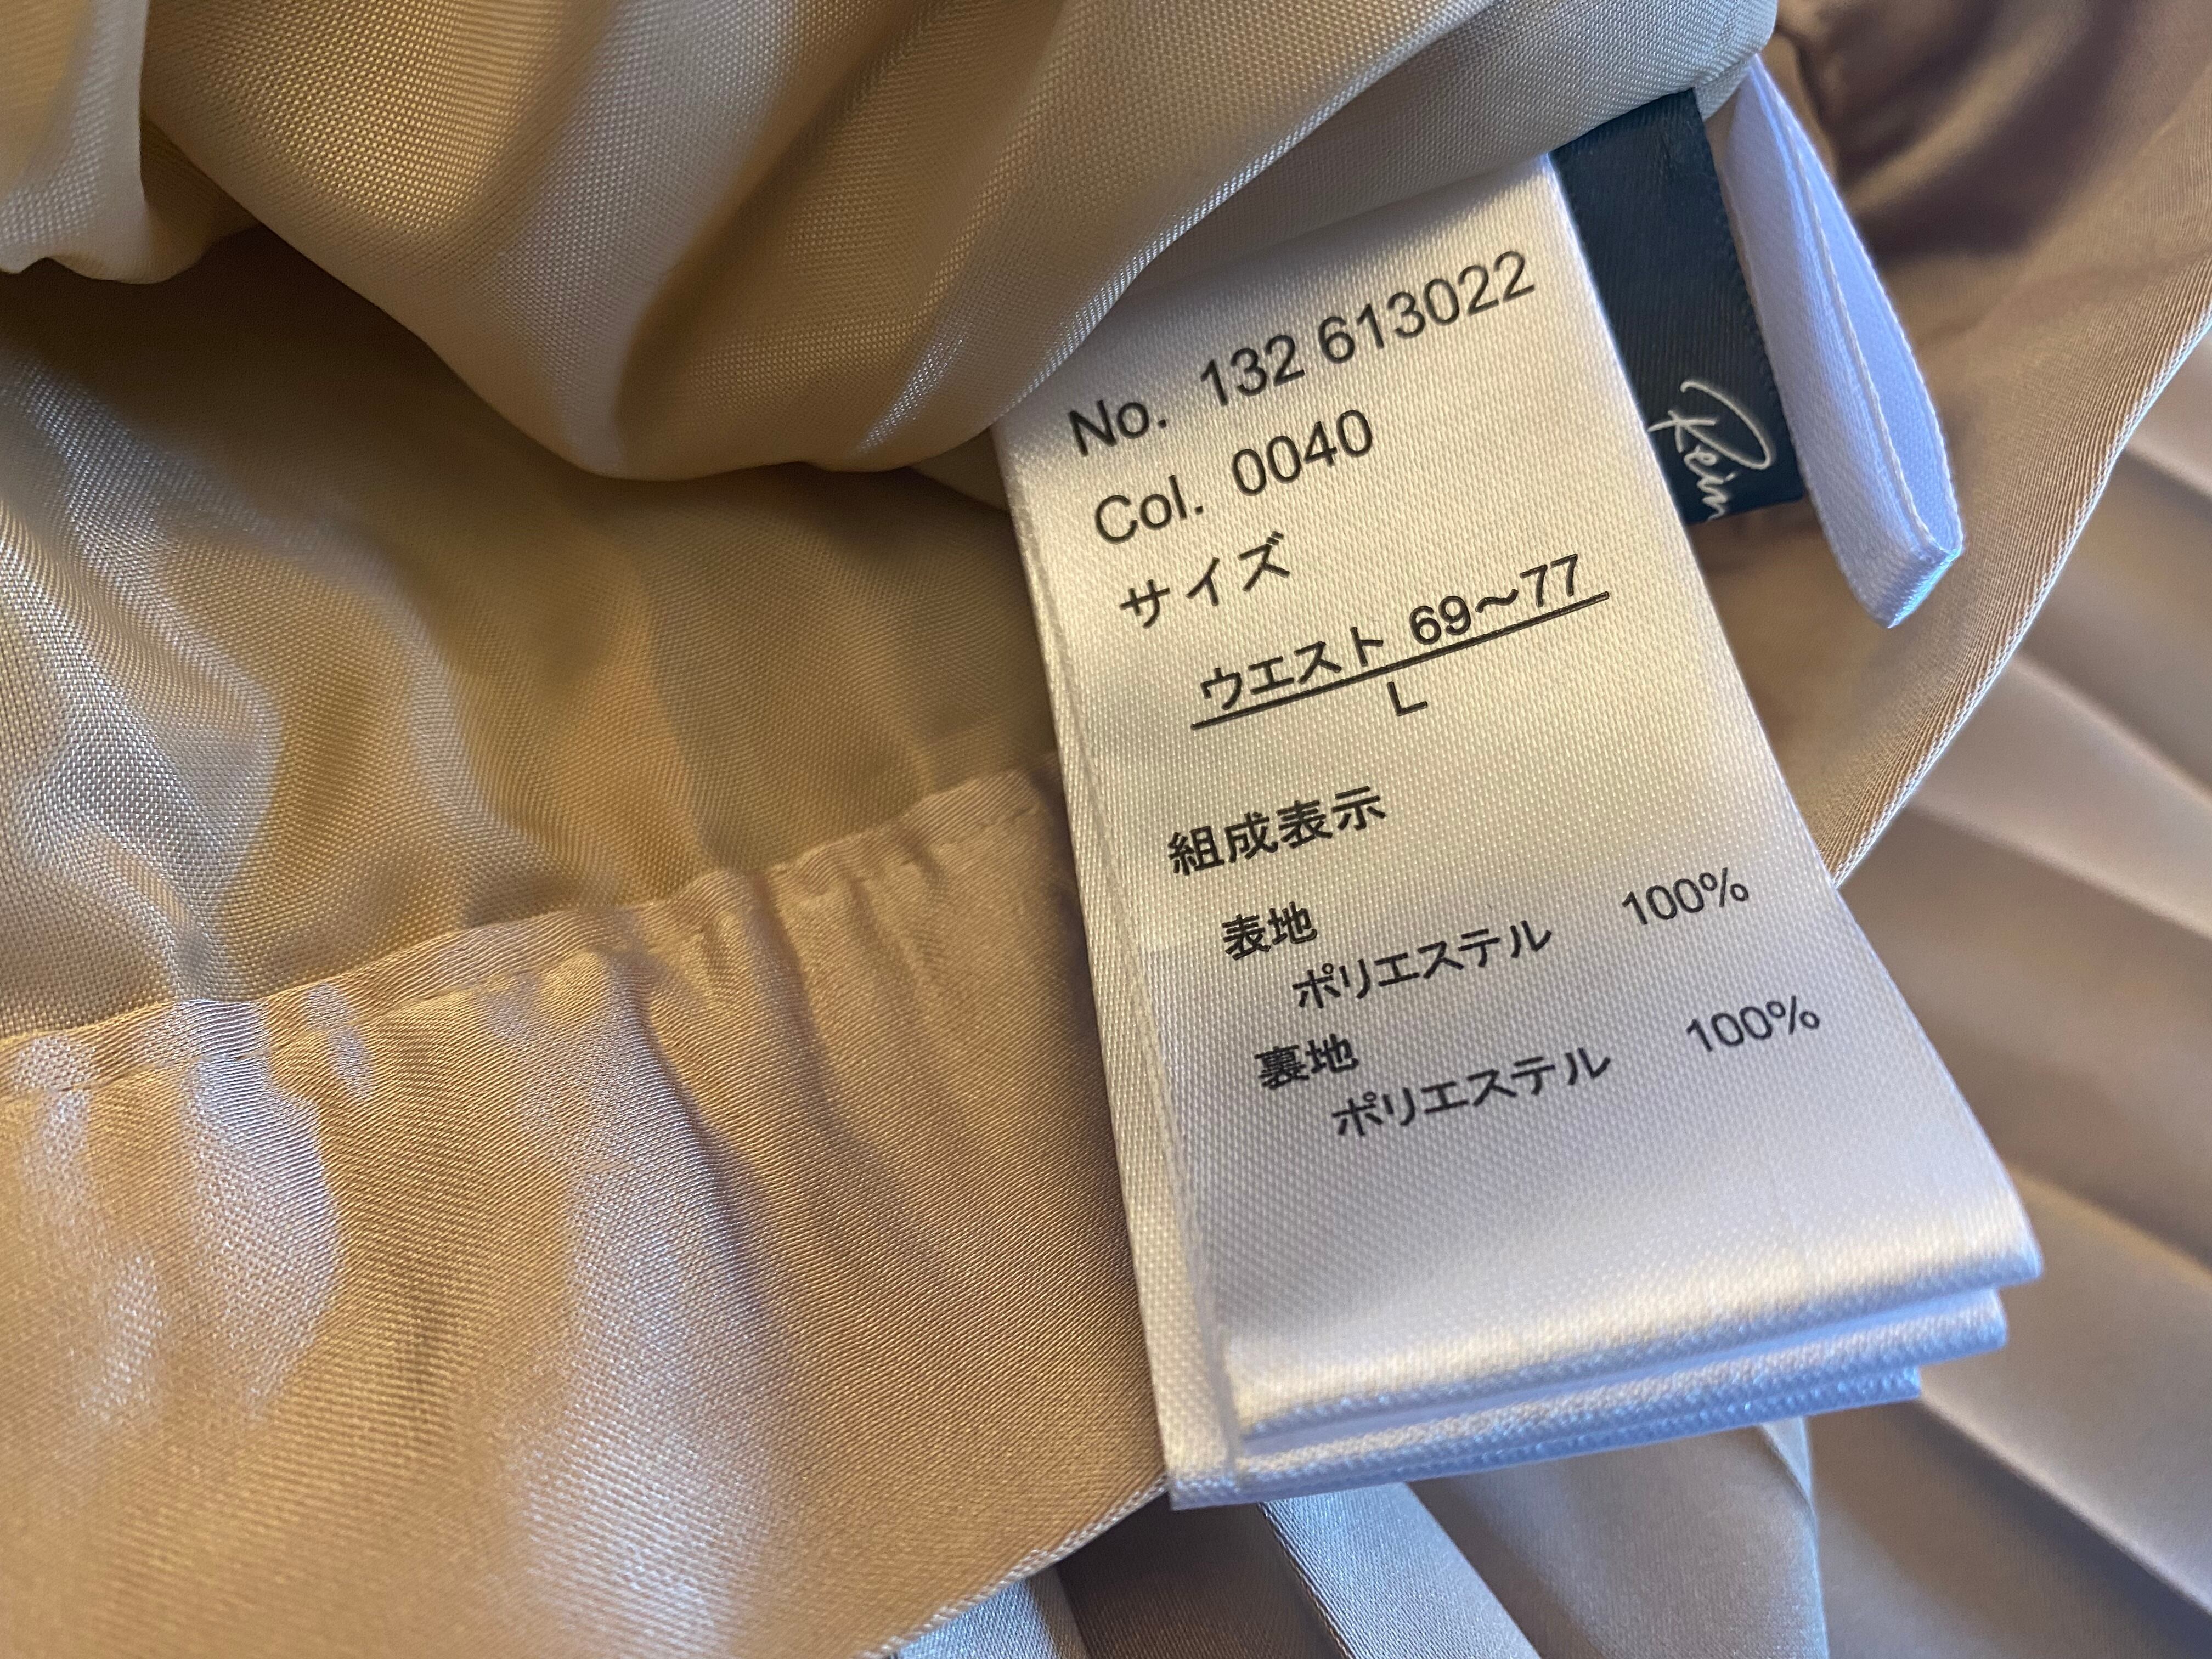 No. 132 613022
Col. 0040
サイズ
ウエスト 69～77
L
組成表示
表地
ポリエステル 100%
裏地
ポリエステル 100%